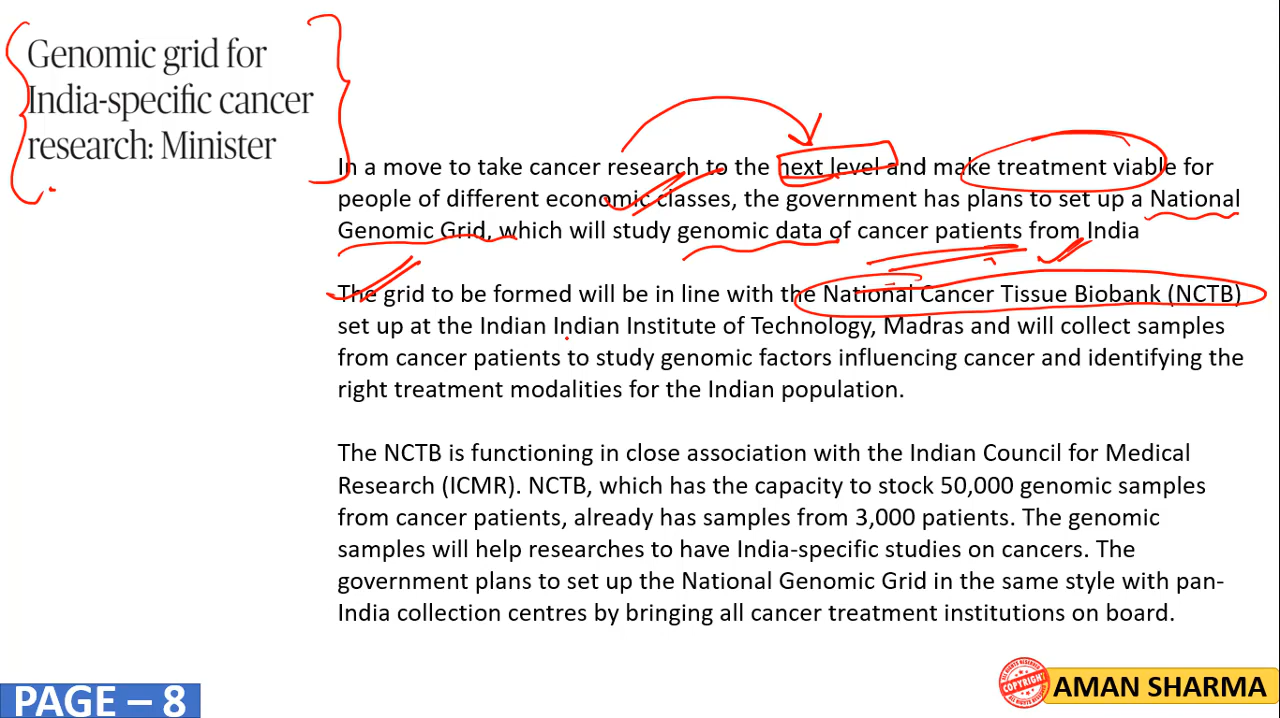 Genomic grid for
India-specific cancer
research: Minister
In a move to take cancer research to the next level and make treatment viable for
people of different economic classes, the government has plans to set up a National
Genomic Grid, which will study genomic data of cancer patients from India
The grid to be formed will be in line with the National Cancer Tissue Biobank (NCTB)
set up at the Indian Indian Institute of Technology, Madras and will collect samples
from cancer patients to study genomic factors influencing cancer and identifying the
right treatment modalities for the Indian population.
The NCTB is functioning in close association with the Indian Council for Medical
Research (ICMR). NCTB, which has the capacity to stock 50,000 genomic samples
from cancer patients, already has samples from 3,000 patients. The genomic
samples will help researches to have India-specific studies on cancers. The
government plans to set up the National Genomic Grid in the same style with pan-
India collection centres by bringing all cancer treatment institutions on board.
PAGE – 8
COPYRIGHT
AMAN SHARMA